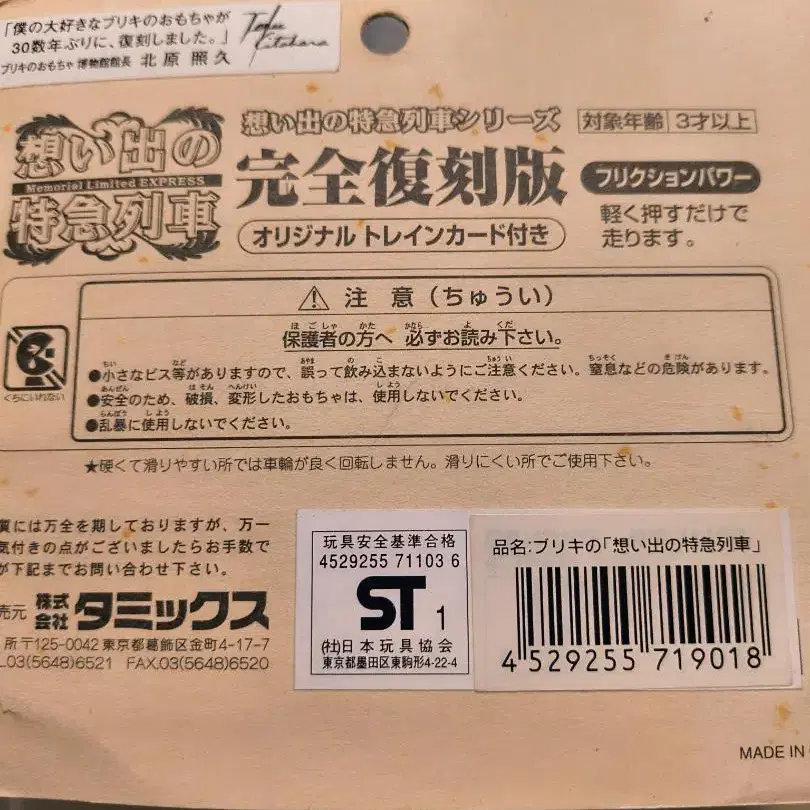 「僕の大好きなブリキのおもちゃが
30数年ぶりに、復刻しました。」
ブリキのおもちゃ 博物館館長 北原 照久
Toku Kitahara
想い出の
Memorial Limited EXPRESS
特急列車
想い出の特急列車シリーズ
対象年齢 3才以上
完全復刻版
フリクションパワー
オリジナル トレインカード付き
軽く押すだけで
走ります。
注 意（ちゅうい）
保護者の方へ 必ずお読み下さい。
●小さなビス等がありますので、誤って飲み込まないようにご注意ください。窒息などの危険があります。
●安全のため、破損、変形したおもちゃは、使用しないでください。
●乱暴に使用しないでください。
くちにいれない
★硬くて滑りやすい所では車輪が良く回転しません。滑りにくい所でご使用下さい。
質には万全を期しておりますが、万一
気付きの点がございましたらお手数で
が下記までお問い合わせ下さい。
売元 株式会社 タミックス
所 〒125-0042 東京都葛飾区金町4-17-7
L.03(5648)6521 FAX.03(5648)6520
玩具安全基準合格
4529255 71103 6
ST 1
(社)日本玩具協会
東京都墨田区東駒形4-22-4
品名:ブリキの「想い出の特急列車」
4 529255 719018
MADE IN